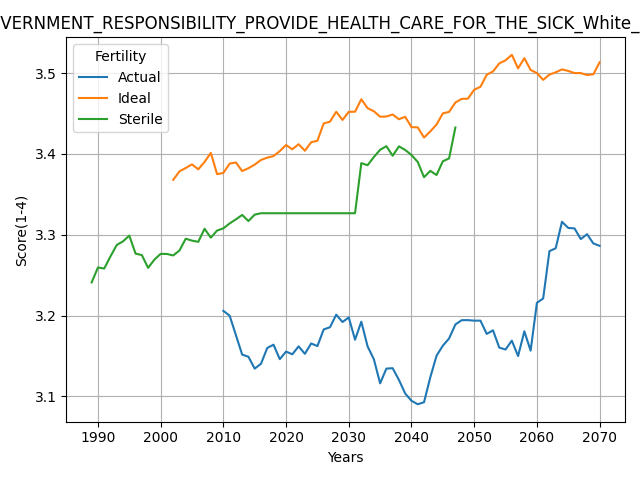 VERNMENT_RESPONSIBILITY_PROVIDE_HEALTH_CARE_FOR_THE_SICK_White_
Fertility
Actual
Ideal
Sterile
Score(1-4)
3.5
3.4
3.3
3.2
3.1
1990 2000 2010 2020 2030 2040 2050 2060 2070
Years